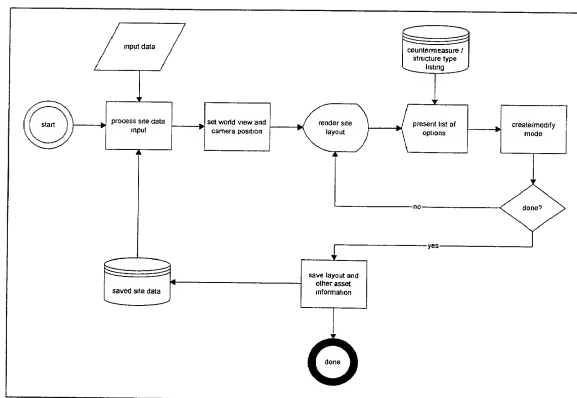 input data
countermeasure /
structure type
listing
start
process site data
input
set world view and
camera position
render site
layout
present list of
options
create/modify
mode
no
done?
yes
saved site data
save layout and
other asset
information
done